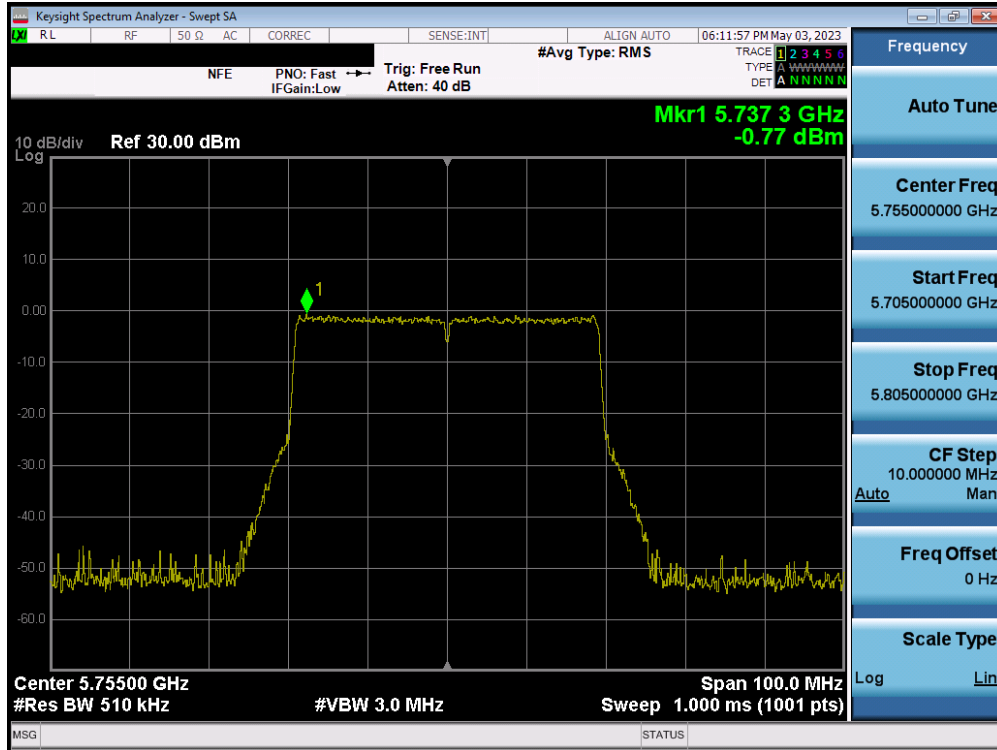 Keysight Spectrum Analyzer - Swept SA
LXI RL RF 50 Ω AC CORREC SENSE:INT ALIGN AUTO 06:11:57 PM May 03, 2023
Frequency
#Avg Type: RMS TRACE 1 2 3 4 5 6
NFE PNO: Fast Trig: Free Run TYPE A WWWWW
IFGain:Low Atten: 40 dB DET A N N N N N
Auto Tune
Mkr1 5.737 3 GHz
10 dB/div Ref 30.00 dBm -0.77 dBm
Log
Center Freq
5.755000000 GHz
20.0
10.0
Start Freq
5.705000000 GHz
1
0.00
-10.0
Stop Freq
5.805000000 GHz
-20.0
-30.0
CF Step
10.000000 MHz
Auto Man
-40.0
Freq Offset
0 Hz
-50.0
-60.0
Scale Type
Log Lin
Center 5.75500 GHz Span 100.0 MHz
#Res BW 510 kHz #VBW 3.0 MHz Sweep 1.000 ms (1001 pts)
MSG STATUS